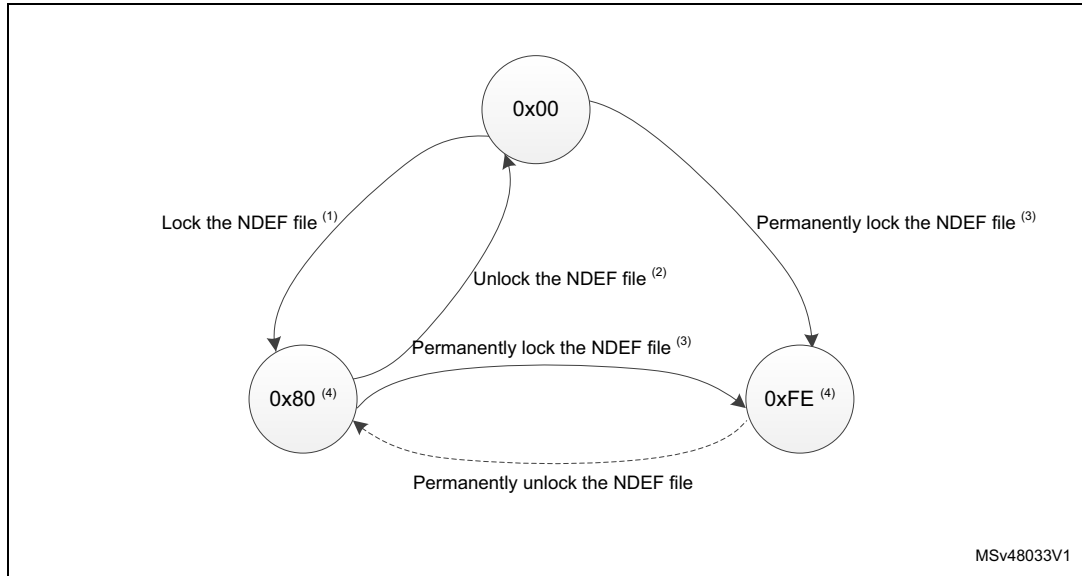 0x00
Lock the NDEF file (1)
Permanently lock the NDEF file (3)
Unlock the NDEF file (2)
Permanently lock the NDEF file (3)
0x80 (4)
0xFE (4)
Permanently unlock the NDEF file
MSv48033V1